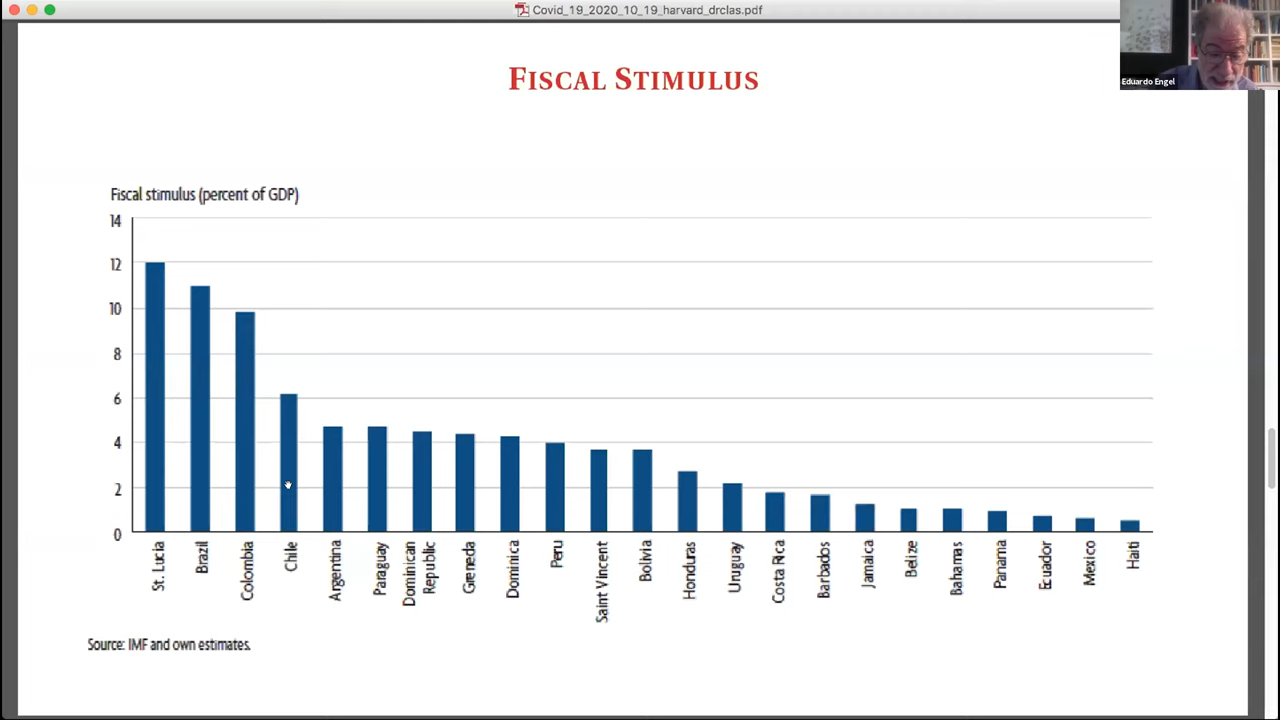 Covid_19_2020_10_19_harvard_drclas.pdf
Eduardo Engel
FISCAL STIMULUS
Fiscal stimulus (percent of GDP)
14
12
10
8
6
4
2
0
St. Lucia
Brazil
Colombia
Chile
Argentina
Paraguay
Dominican
Republic
Greneda
Dominica
Peru
Saint Vincent
Bolivia
Honduras
Uruguay
Costa Rica
Barbados
Jamaica
Belize
Bahamas
Panama
Ecuador
Mexico
Haiti
Source: IMF and own estimates.